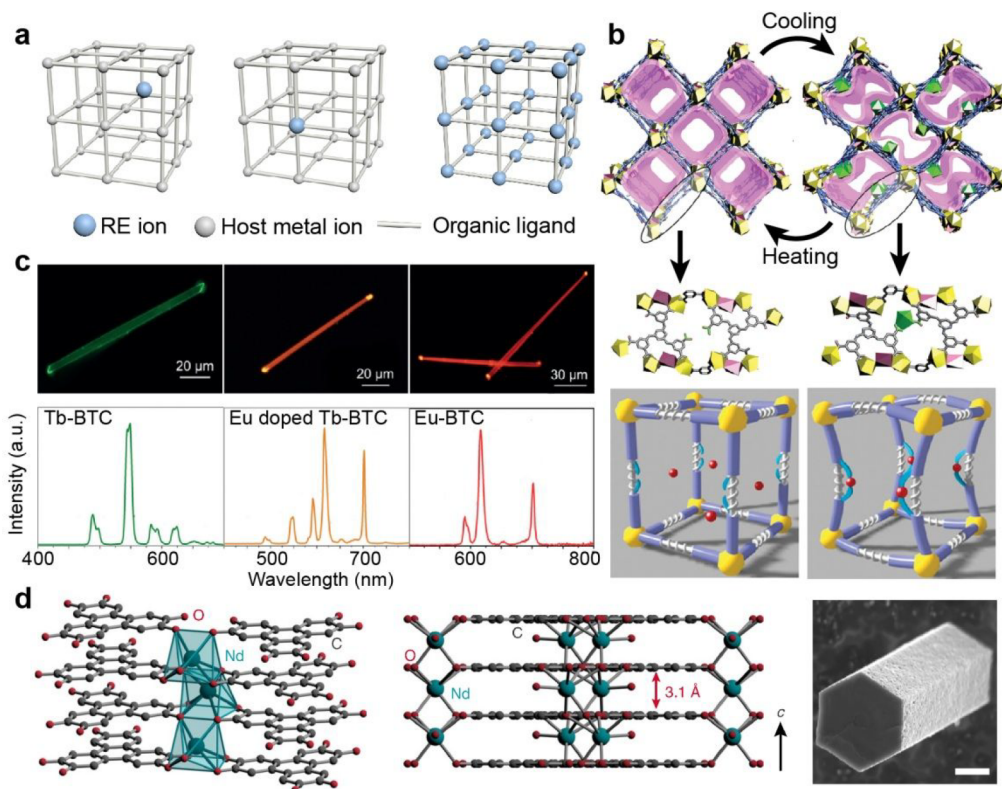 a
RE ion
Host metal ion
Organic ligand
b
Cooling
Heating
c
20 μm
20 μm
30 μm
Intensity (a.u.)
Tb-BTC
Eu doped Tb-BTC
Eu-BTC
400
600
700
600
800
Wavelength (nm)
d
O
Nd
C
C
O
Nd
3.1 Å
c